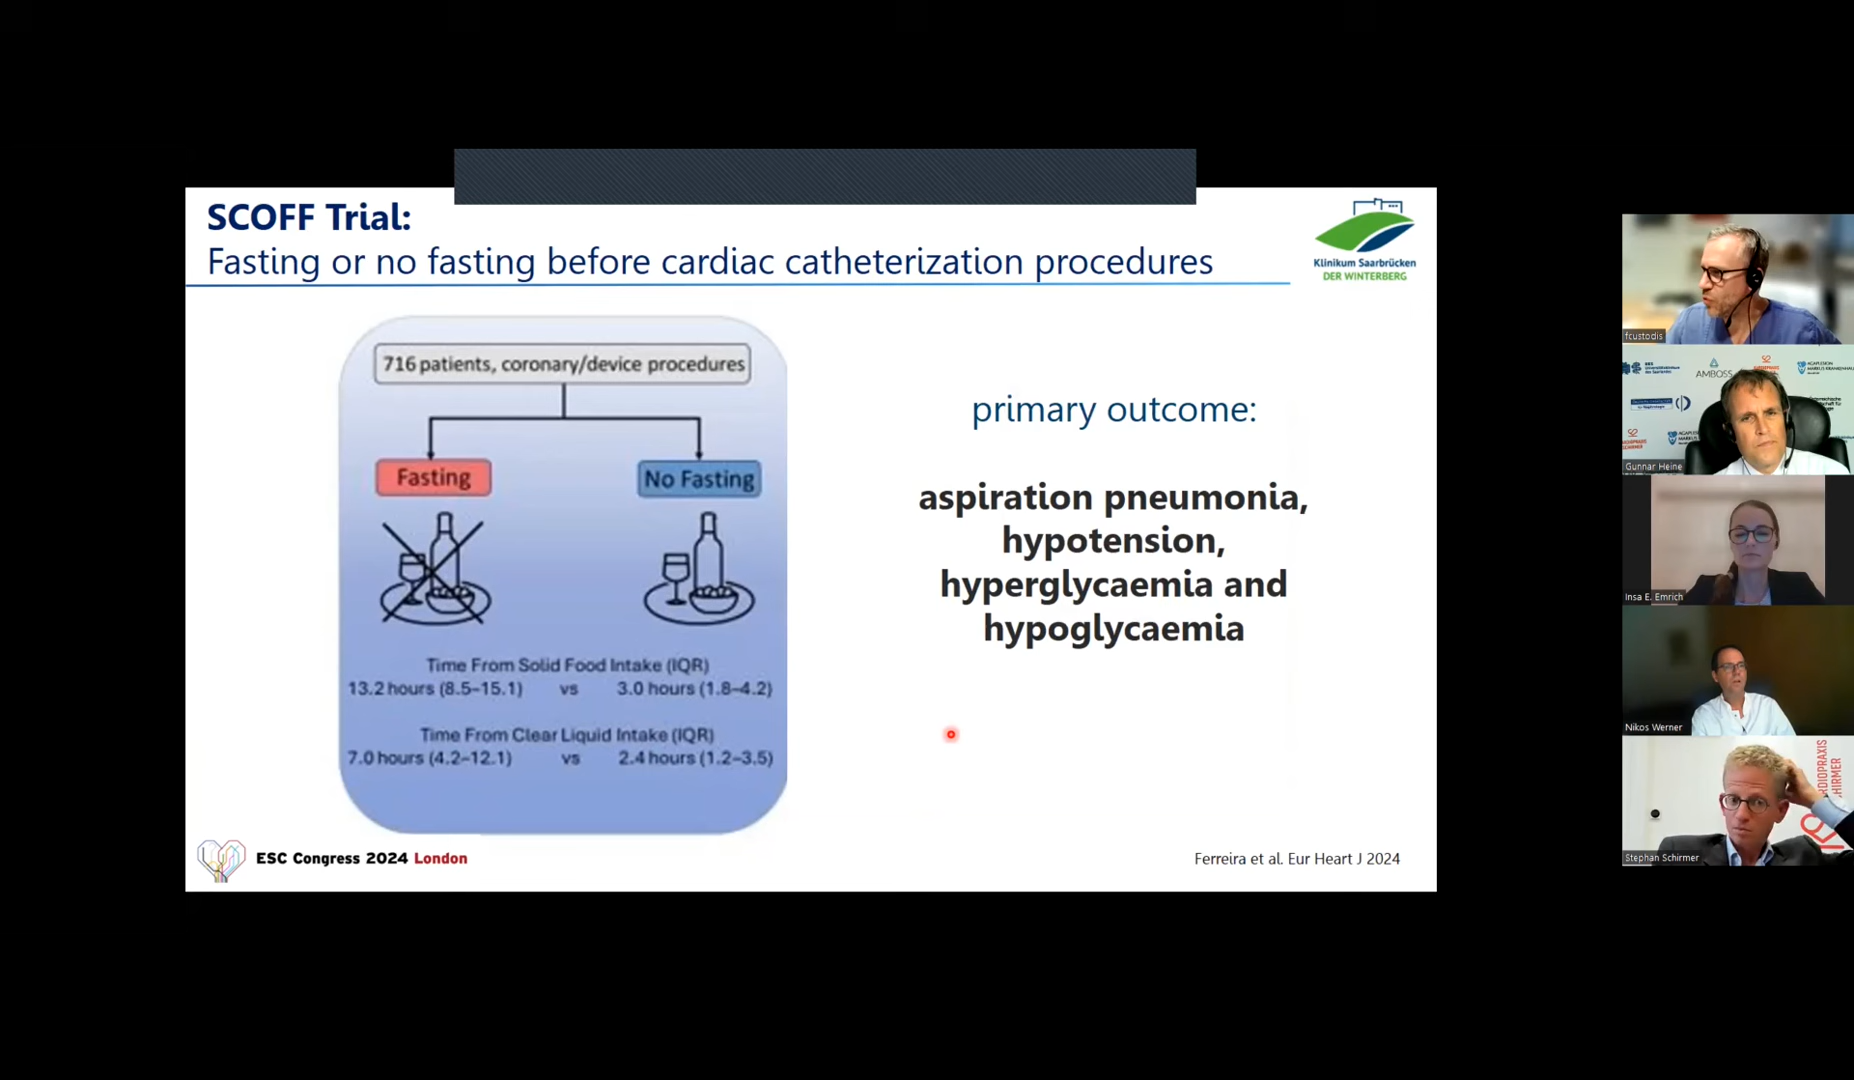 SCOFF Trial:
Fasting or no fasting before cardiac catheterization procedures
Klinikum Saarbrücken
DER WINTERBERG
716 patients, coronary/device procedures
Fasting
No Fasting
Time From Solid Food Intake (IQR)
13.2 hours (8.5–15.1) vs 3.0 hours (1.8–4.2)
Time From Clear Liquid Intake (IQR)
7.0 hours (4.2–12.1) vs 2.4 hours (1.2–3.5)
primary outcome:
aspiration pneumonia,
hypotension,
hyperglycaemia and
hypoglycaemia
ESC Congress 2024 London
Ferreira et al. Eur Heart J 2024
fcustodis
AMBOSS
Gunnar Heine
Insa E. Emrich
Nikos Werner
Stephan Schirmer